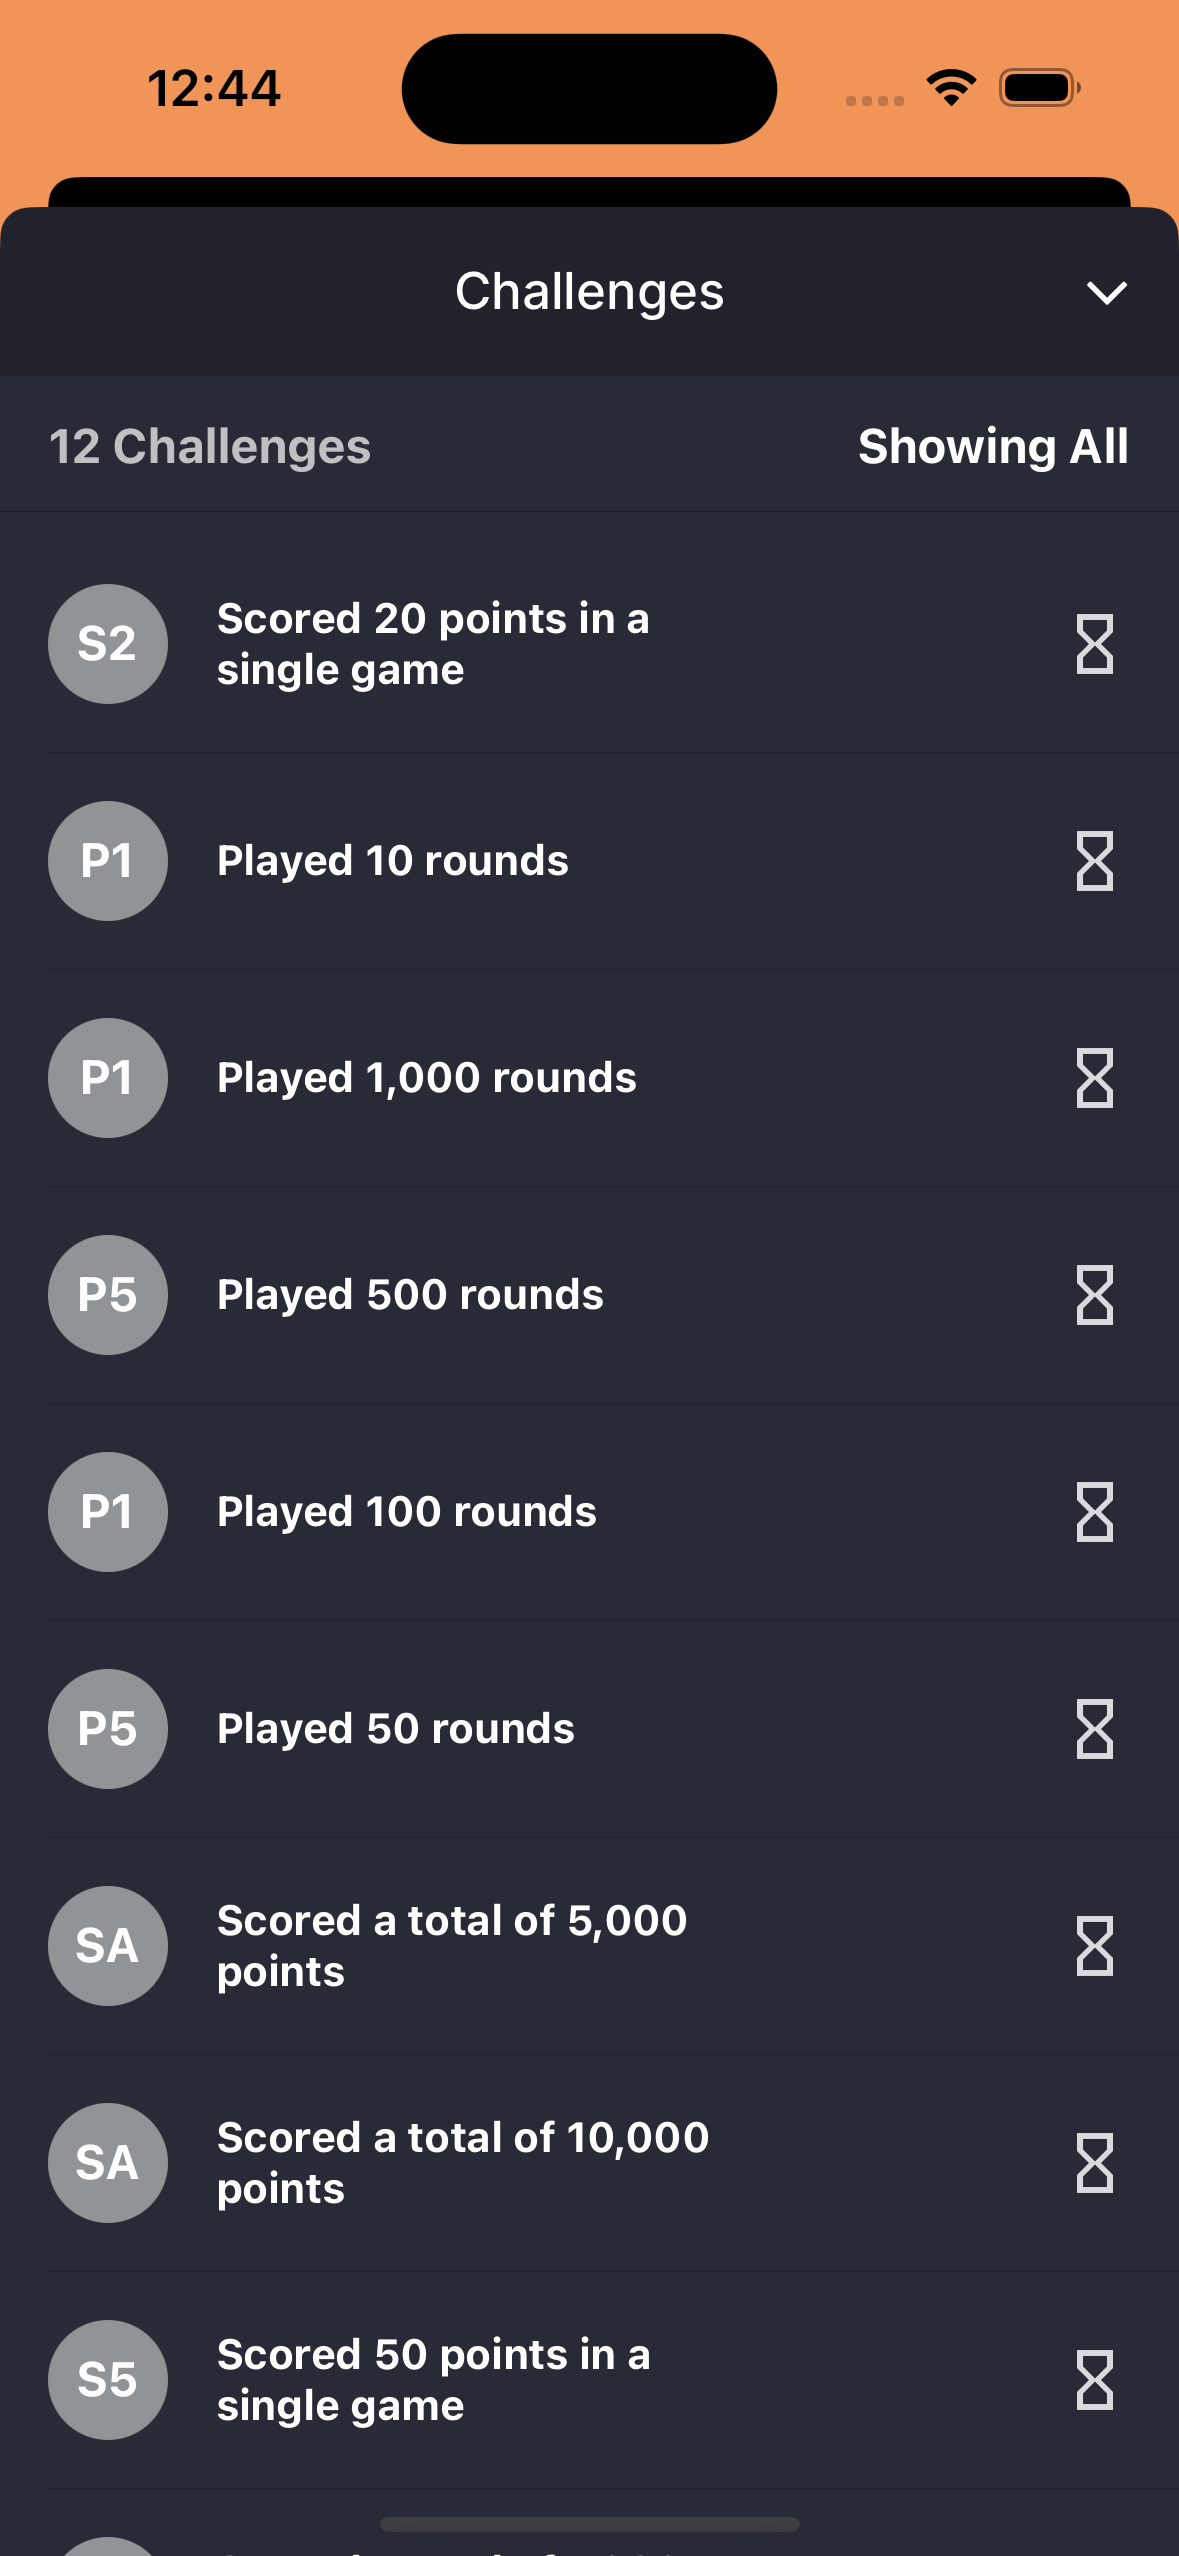 12:44
Challenges
12 Challenges
Showing All
S2
Scored 20 points in a
single game
P1
Played 10 rounds
P1
Played 1,000 rounds
P5
Played 500 rounds
P1
Played 100 rounds
P5
Played 50 rounds
SA
Scored a total of 5,000
points
SA
Scored a total of 10,000
points
S5
Scored 50 points in a
single game